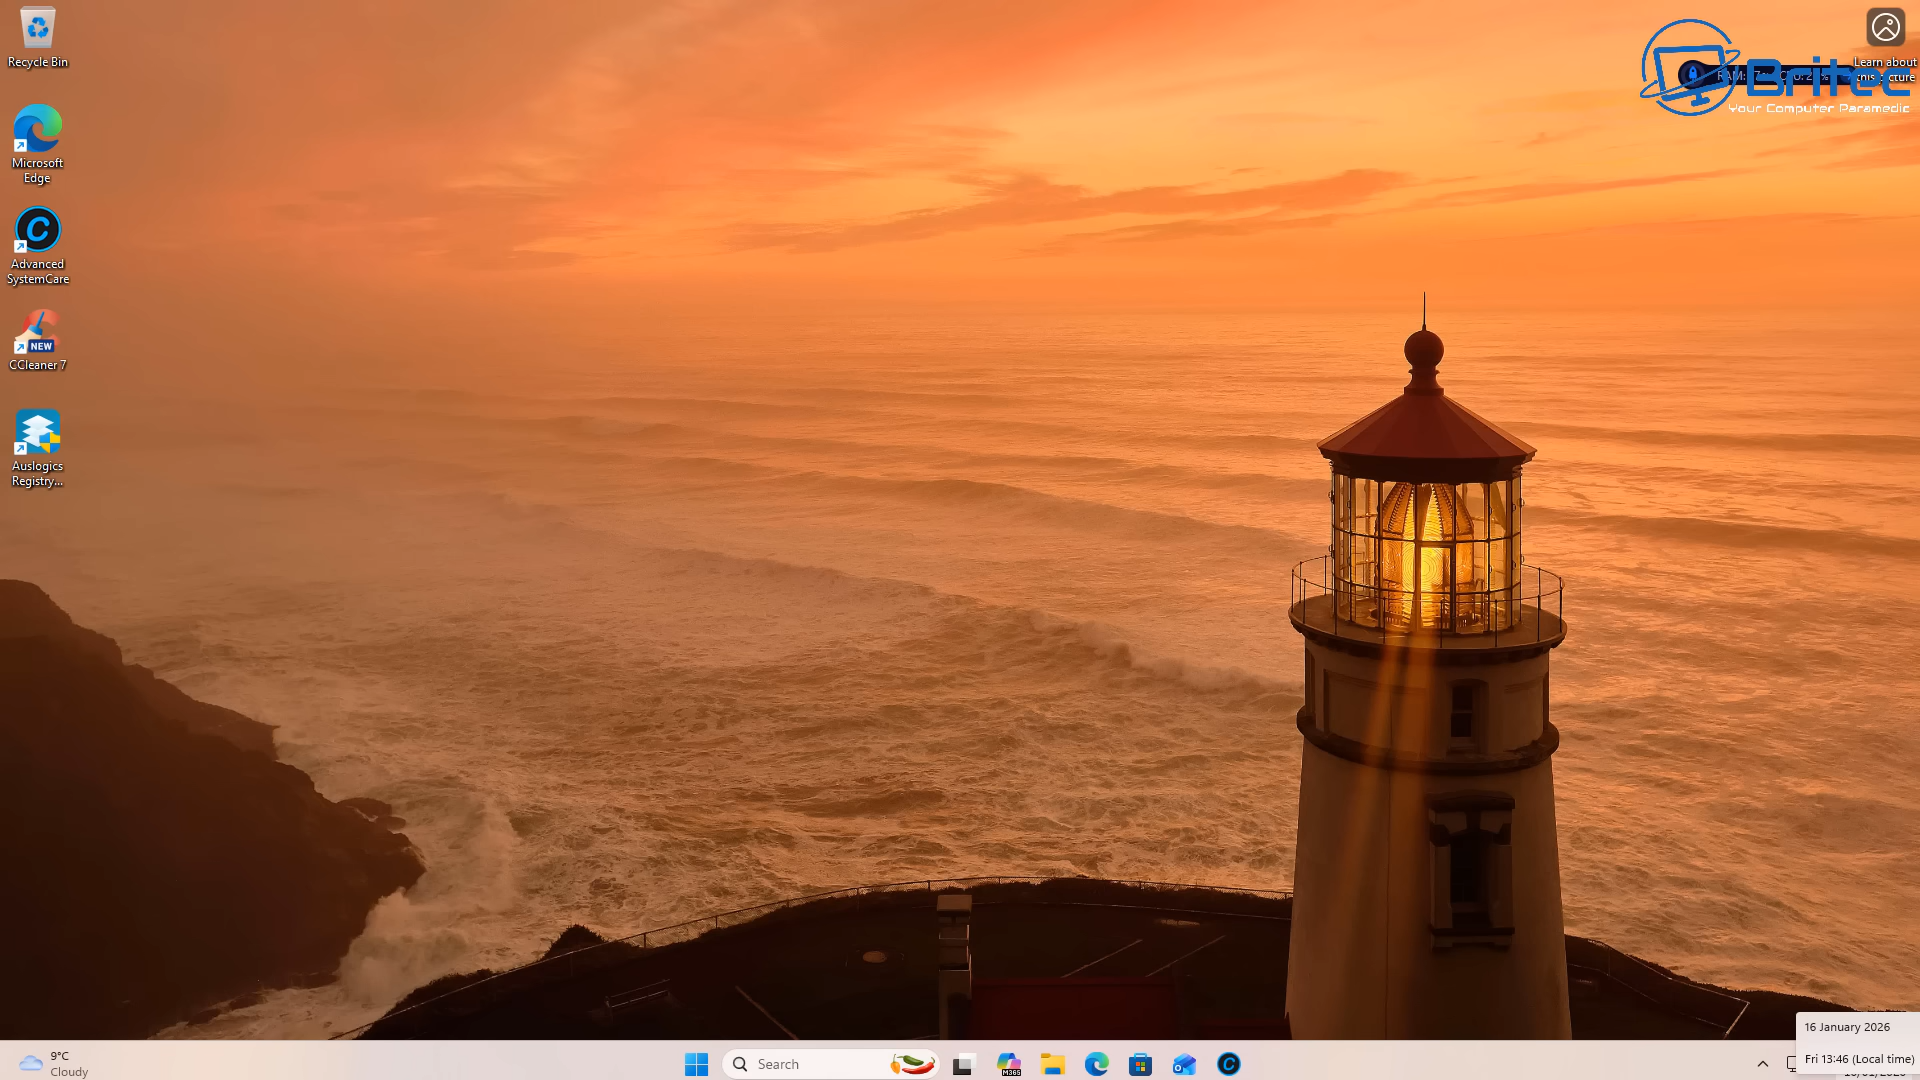 Recycle Bin
Microsoft
Edge
Advanced
SystemCare
NEW
CCleaner 7
Auslogics
Registry...
Learn about
this picture
Britec
Your Computer Paramedic
9°C
Cloudy
Search
M365
16 January 2026
Fri 13:46 (Local time)